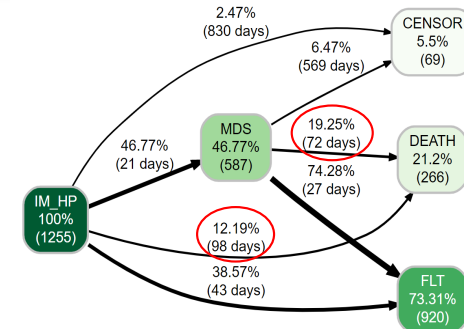 2.47%
(830 days)
CENSOR
5.5%
(69)
6.47%
(569 days)
46.77%
(21 days)
MDS
46.77%
(587)
19.25%
(72 days)
DEATH
21.2%
(266)
74.28%
(27 days)
IM_HP
100%
(1255)
12.19%
(98 days)
38.57%
(43 days)
FLT
73.31%
(920)